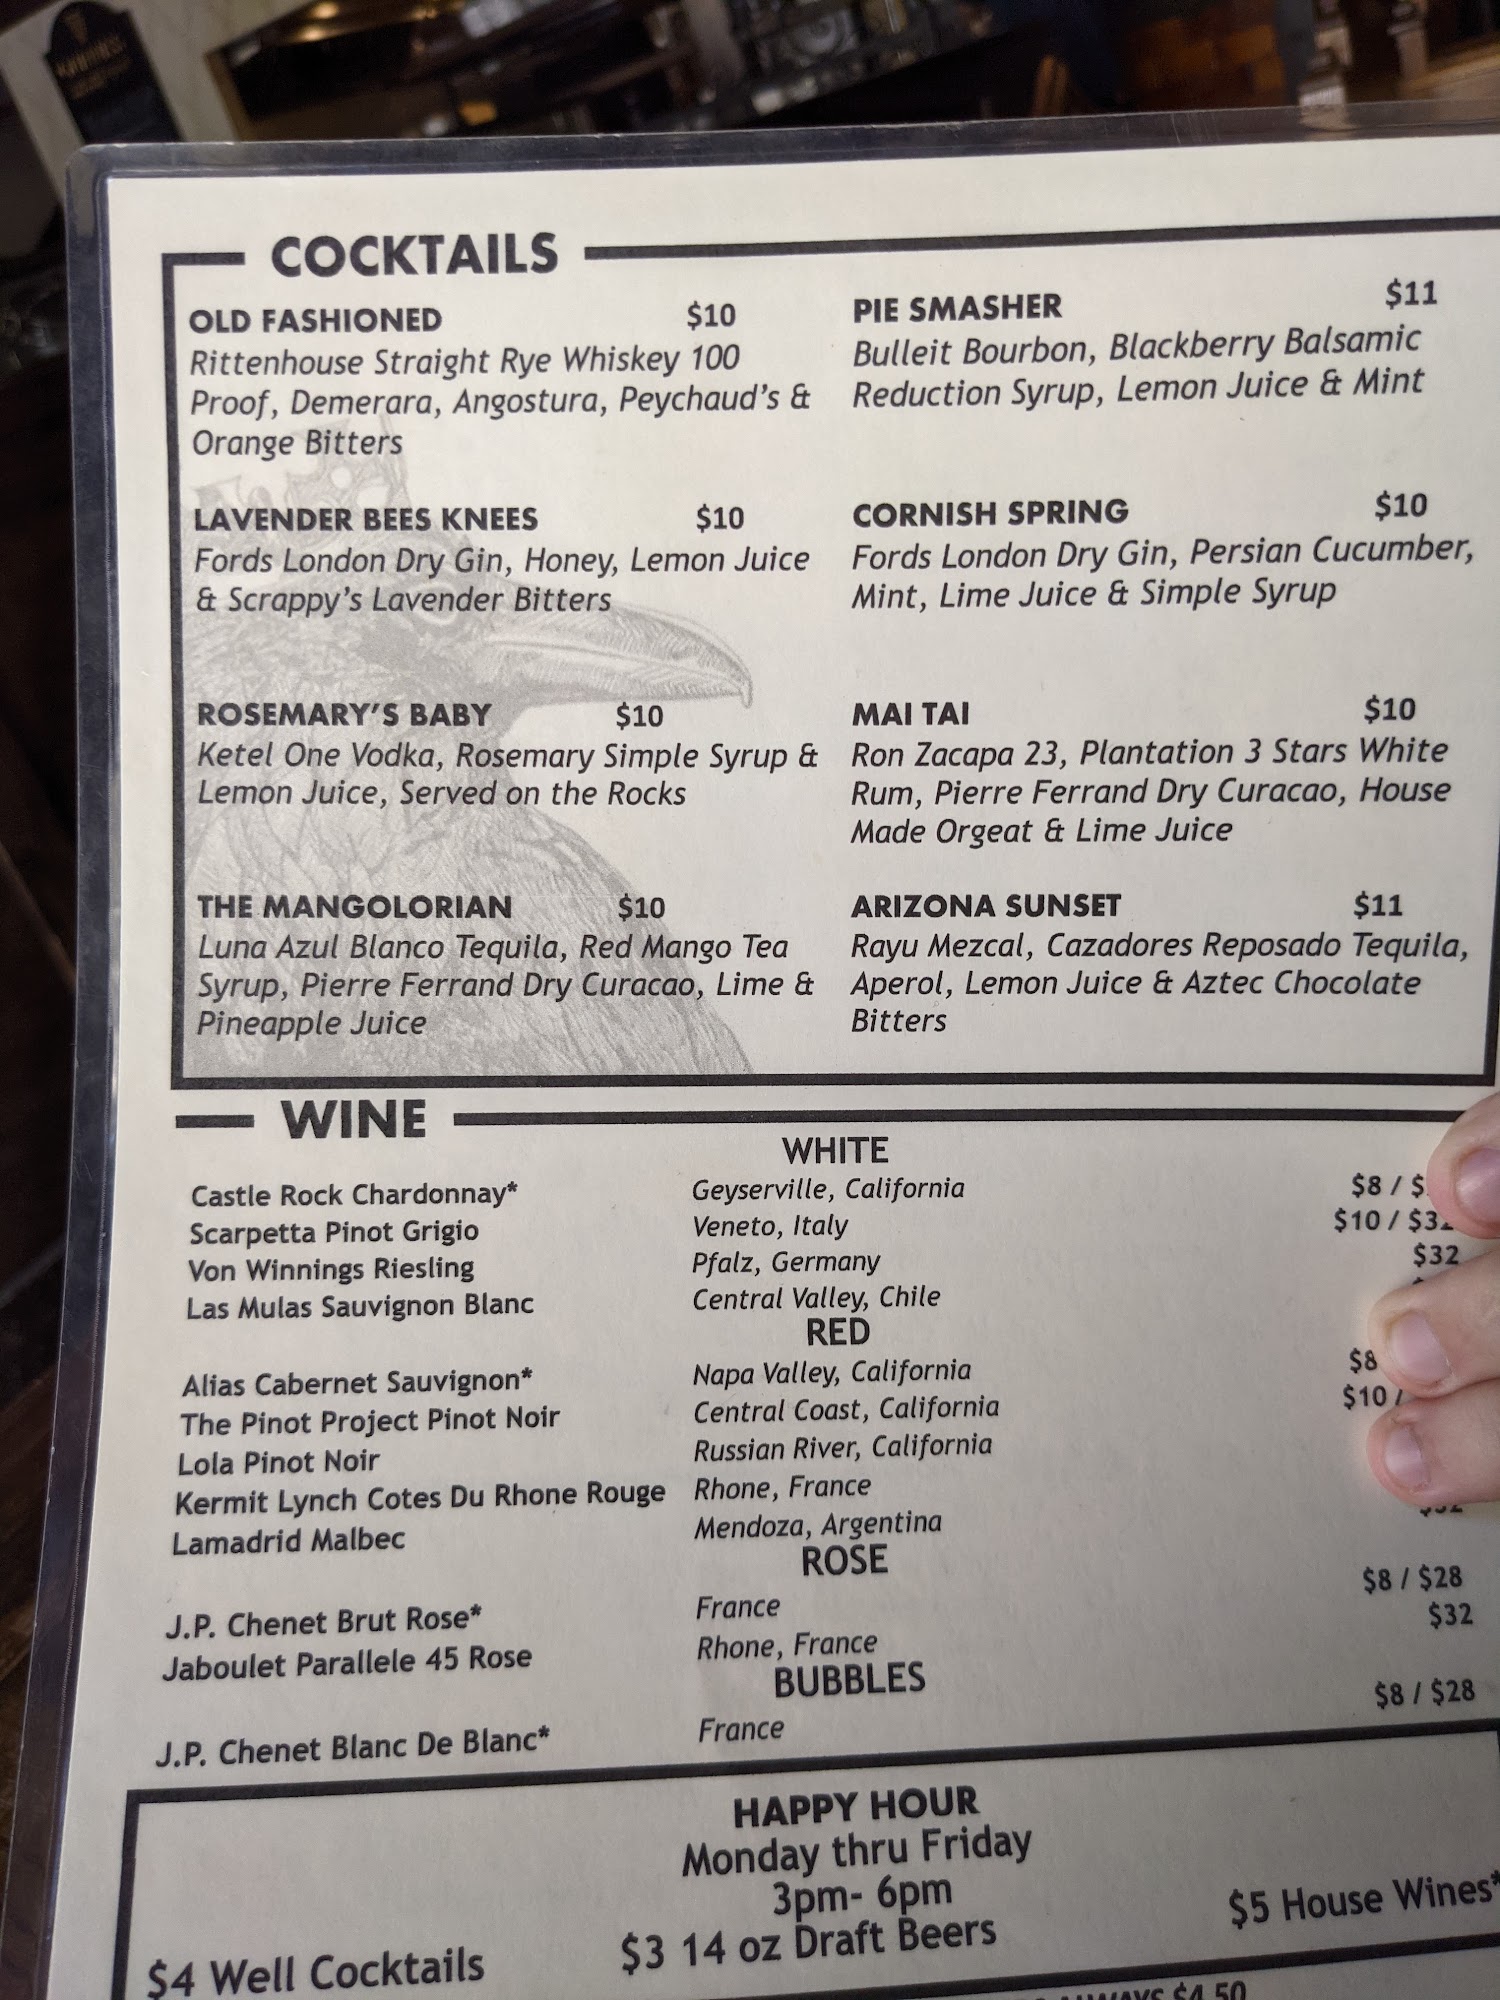 GUINNESS
COCKTAILS
OLD FASHIONED $10
Rittenhouse Straight Rye Whiskey 100
Proof, Demerara, Angostura, Peychaud's &
Orange Bitters
LAVENDER BEES KNEES $10
Fords London Dry Gin, Honey, Lemon Juice
& Scrappy's Lavender Bitters
ROSEMARY'S BABY $10
Ketel One Vodka, Rosemary Simple Syrup &
Lemon Juice, Served on the Rocks
THE MANGOLORIAN $10
Luna Azul Blanco Tequila, Red Mango Tea
Syrup, Pierre Ferrand Dry Curacao, Lime &
Pineapple Juice
PIE SMASHER $11
Bulleit Bourbon, Blackberry Balsamic
Reduction Syrup, Lemon Juice & Mint
CORNISH SPRING $10
Fords London Dry Gin, Persian Cucumber,
Mint, Lime Juice & Simple Syrup
MAI TAI $10
Ron Zacapa 23, Plantation 3 Stars White
Rum, Pierre Ferrand Dry Curacao, House
Made Orgeat & Lime Juice
ARIZONA SUNSET $11
Rayu Mezcal, Cazadores Reposado Tequila,
Aperol, Lemon Juice & Aztec Chocolate
Bitters
WINE
WHITE
Castle Rock Chardonnay* Geyserville, California $8 /
Scarpetta Pinot Grigio Veneto, Italy $10 / $32
Von Winnings Riesling Pfalz, Germany $32
Las Mulas Sauvignon Blanc Central Valley, Chile
RED
Alias Cabernet Sauvignon* Napa Valley, California $8
The Pinot Project Pinot Noir Central Coast, California $10 /
Lola Pinot Noir Russian River, California
Kermit Lynch Cotes Du Rhone Rouge Rhone, France
Lamadrid Malbec Mendoza, Argentina
ROSE
J.P. Chenet Brut Rose* France $8 / $28
Jaboulet Parallele 45 Rose Rhone, France $32
BUBBLES
J.P. Chenet Blanc De Blanc* France $8 / $28
HAPPY HOUR
Monday thru Friday
3pm- 6pm
$4 Well Cocktails $3 14 oz Draft Beers $5 House Wines*
ALWAYS $4.50